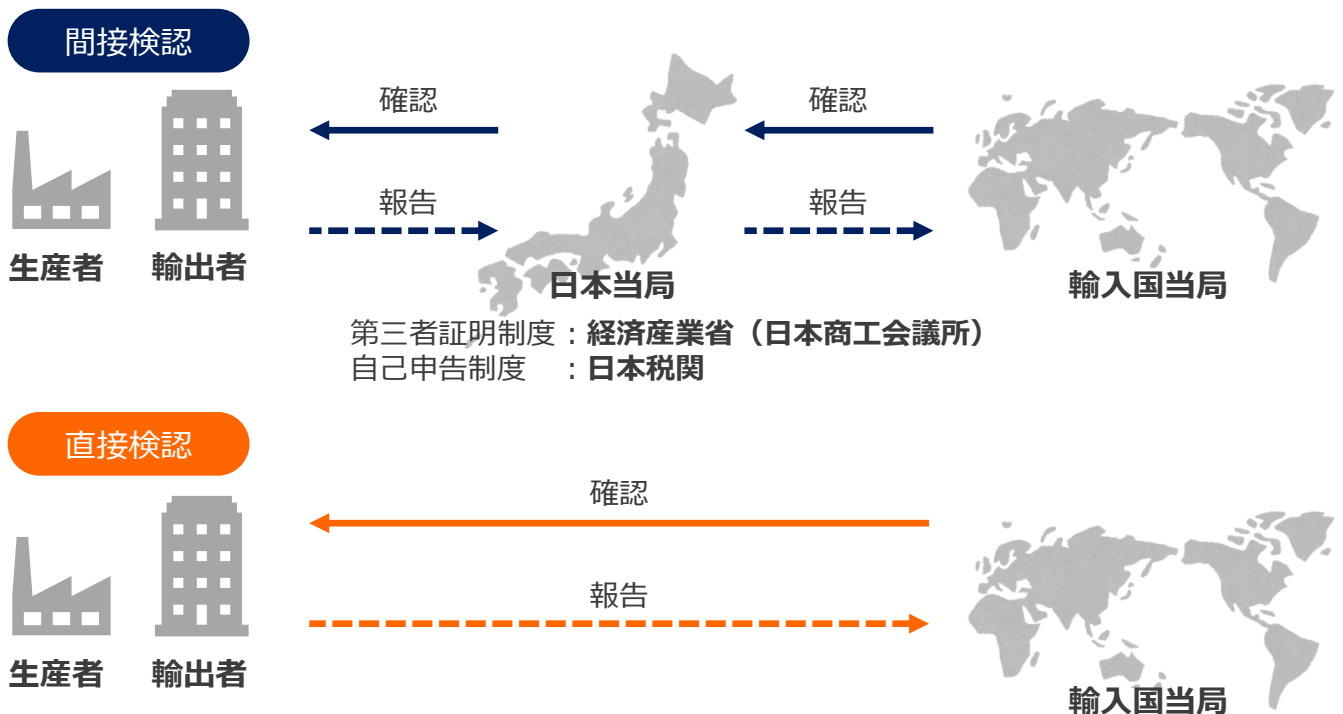 間接検認
確認
確認
報告
報告
生産者
輸出者
日本当局
輸入国当局
第三者証明制度：経済産業省（日本商工会議所）
自己申告制度　：日本税関
直接検認
確認
報告
生産者
輸出者
輸入国当局